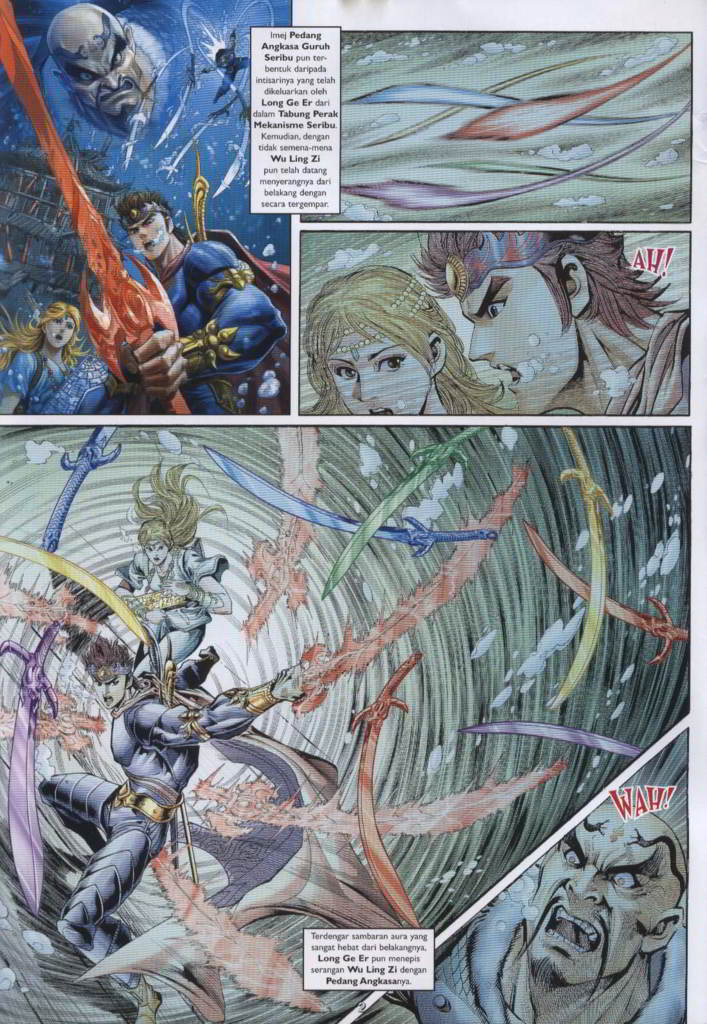 Imej Pedang
Angkasa Guruh
Seribu pun ter-
bentuk daripada
intisarinya yang telah
dikeluarkan oleh
Long Ge Er dari
dalam Tabung Perak
Mekanisme Seribu.
Kemudian, dengan
tidak semena-mena
Wu Ling Zi
pun telah datang
menyerangnya dari
belakang dengan
secara tergempar.
AH!
WAH!
Terdengar sambaran aura yang
sangat hebat dari belakangnya,
Long Ge Er pun menepis
serangan Wu Ling Zi dengan
Pedang Angkasanya.